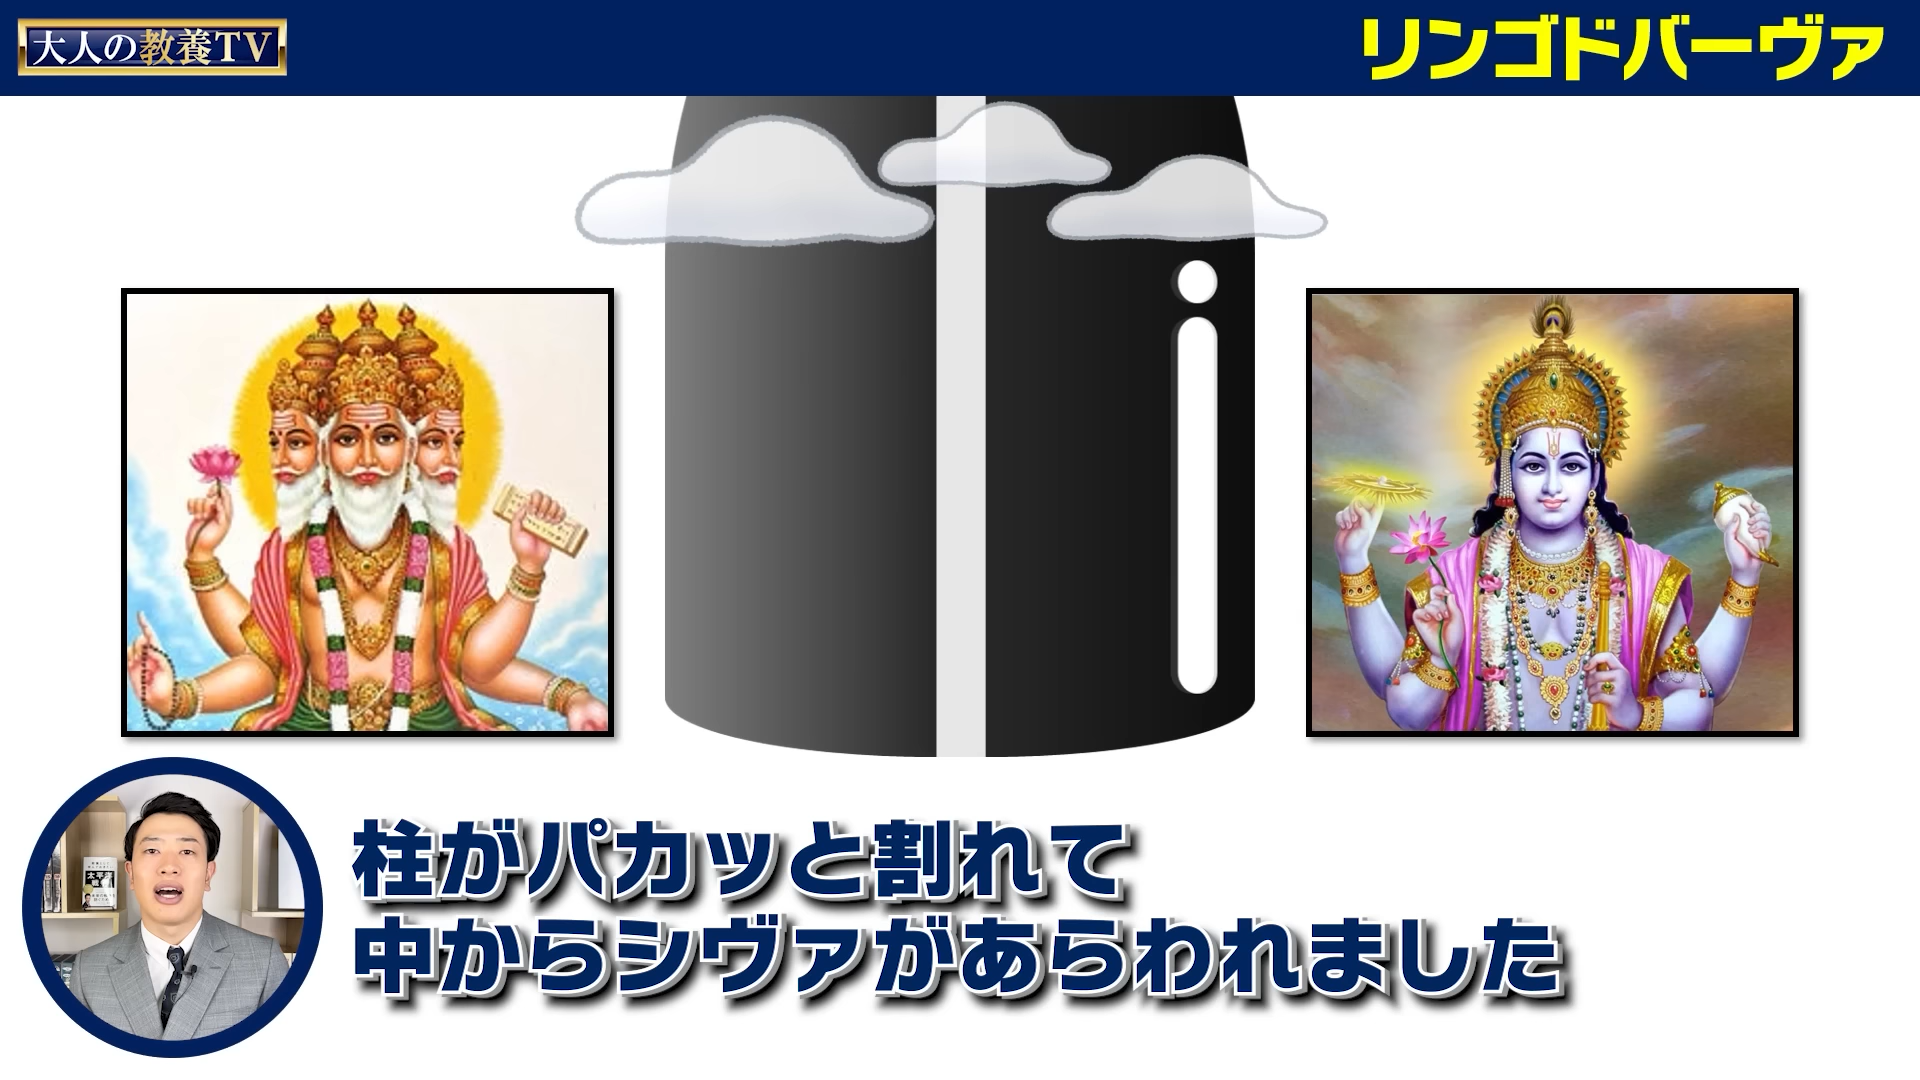 大人の教養TV
リンゴドバーヴァ
柱がパカッと割れて
中からシヴァがあらわれました